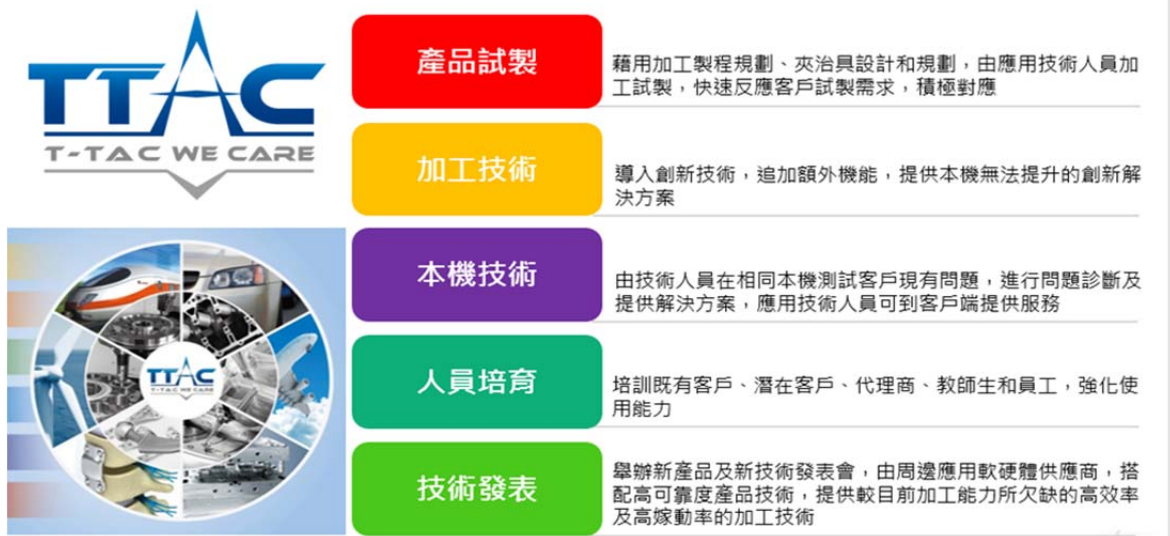 TTAC
T-TAC WE CARE
產品試製
藉用加工製程規劃、夾治具設計和規劃，由應用技術人員加
工試製，快速反應客戶試製需求，積極對應
加工技術
導入創新技術，追加額外機能，提供本機無法提升的創新解
決方案
本機技術
由技術人員在相同本機測試客戶現有問題，進行問題診斷及
提供解決方案，應用技術人員可到客戶端提供服務
人員培育
培訓既有客戶、潛在客戶、代理商、教師生和員工，強化使
用能力
技術發表
舉辦新產品及新技術發表會，由周邊應用軟硬體供應商，搭
配高可靠度產品技術，提供較目前加工能力所欠缺的高效率
及高嫁動率的加工技術
TTAC
T-TAC WE CARE